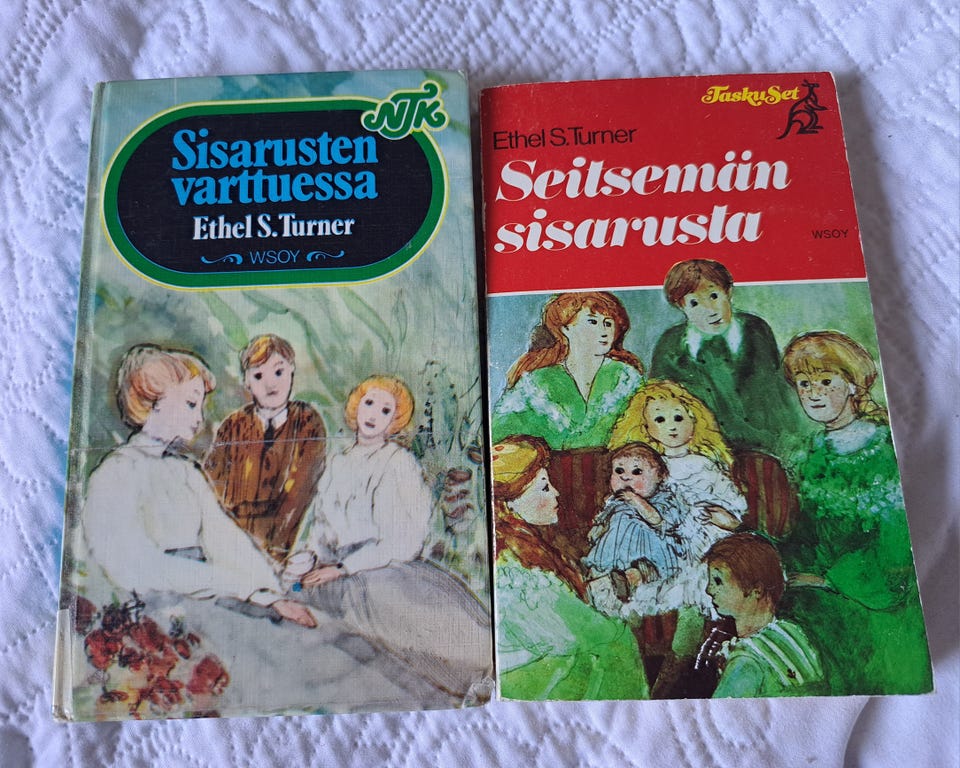 NTK
Sisarusten
varttuessa
Ethel S. Turner
WSOY
TaskuSet
Ethel S. Turner
Seitsemän
sisarusta
WSOY